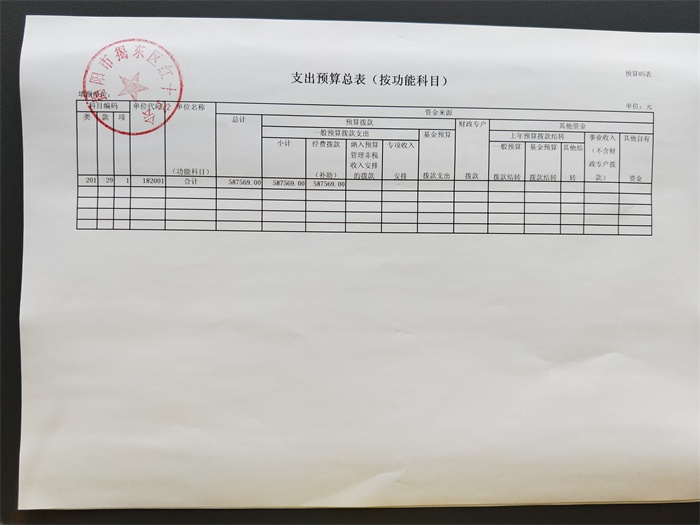 揭阳市揭东区红十字会
支出预算总表（按功能科目）
预算05表
填报单位:
单位：元
科目编码
类 款 项
单位代码
单位名称
（功能科目）
总计
资金来源
预算拨款
一般预算拨款支出
小计
经费拨款
（补助）
纳入预算
管理非税
收入安排
的拨款
专项收入
安排
基金预算
拨款支出
财政专户
拨款
其他资金
上年预算拨款结转
一般预算
拨款结转
基金预算
拨款结转
其他结
转
事业收入
（不含财
政专户拨
款）
其他自有
资金
201 29 1 182001 合计 587569.00 587569.00 587569.00